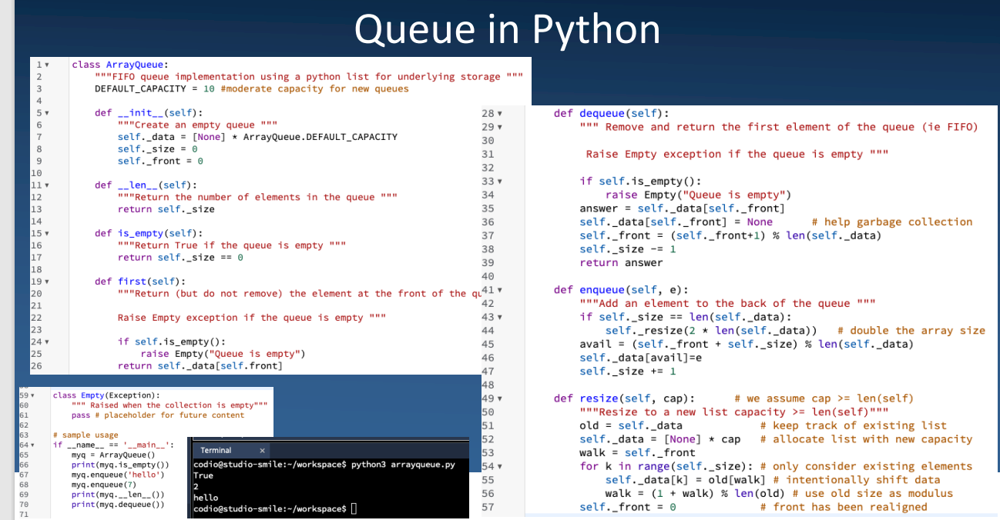 Queue in Python
1 class ArrayQueue:
2 """FIFO queue implementation using a python list for underlying storage """
3 DEFAULT_CAPACITY = 10 #moderate capacity for new queues
4
5 def __init__(self):
6 """Create an empty queue """
7 self._data = [None] * ArrayQueue.DEFAULT_CAPACITY
8 self._size = 0
9 self._front = 0
10
11 def __len__(self):
12 """Return the number of elements in the queue """
13 return self._size
14
15 def is_empty(self):
16 """Return True if the queue is empty """
17 return self._size == 0
18
19 def first(self):
20 """Return (but do not remove) the element at the front of the
21
22 Raise Empty exception if the queue is empty """
23
24 if self.is_empty():
25 raise Empty("Queue is empty")
26 return self._data[self.front]
28 def dequeue(self):
29 """ Remove and return the first element of the queue (ie FIFO)
30
31 Raise Empty exception if the queue is empty """
32
33 if self.is_empty():
34 raise Empty("Queue is empty")
35 answer = self._data[self._front]
36 self._data[self._front] = None # help garbage collection
37 self._front = (self._front+1) % len(self._data)
38 self._size -= 1
39 return answer
40
41 def enqueue(self, e):
42 """Add an element to the back of the queue """
43 if self._size == len(self._data):
44 self._resize(2 * len(self._data)) # double the array size
45 avail = (self._front + self._size) % len(self._data)
46 self._data[avail]=e
47 self._size += 1
48
49 def resize(self, cap): # we assume cap >= len(self)
50 """Resize to a new list capacity >= len(self)"""
51 old = self._data # keep track of existing list
52 self._data = [None] * cap # allocate list with new capacity
53 walk = self._front
54 for k in range(self._size): # only consider existing elements
55 self._data[k] = old[walk] # intentionally shift data
56 walk = (1 + walk) % len(old) # use old size as modulus
57 self._front = 0 # front has been realigned
59 class Empty(Exception):
60 """ Raised when the collection is empty"""
61 pass # placeholder for future content
62
63 # sample usage
64 if __name__ == '__main__':
65 myq = ArrayQueue()
66 print(myq.is_empty())
67 myq.enqueue('hello')
68 myq.enqueue(7)
69 print(myq.__len__())
70 print(myq.dequeue())
71
Terminal ×
codio@studio-smile:~/workspace$ python3 arrayqueue.py
True
2
hello
codio@studio-smile:~/workspace$